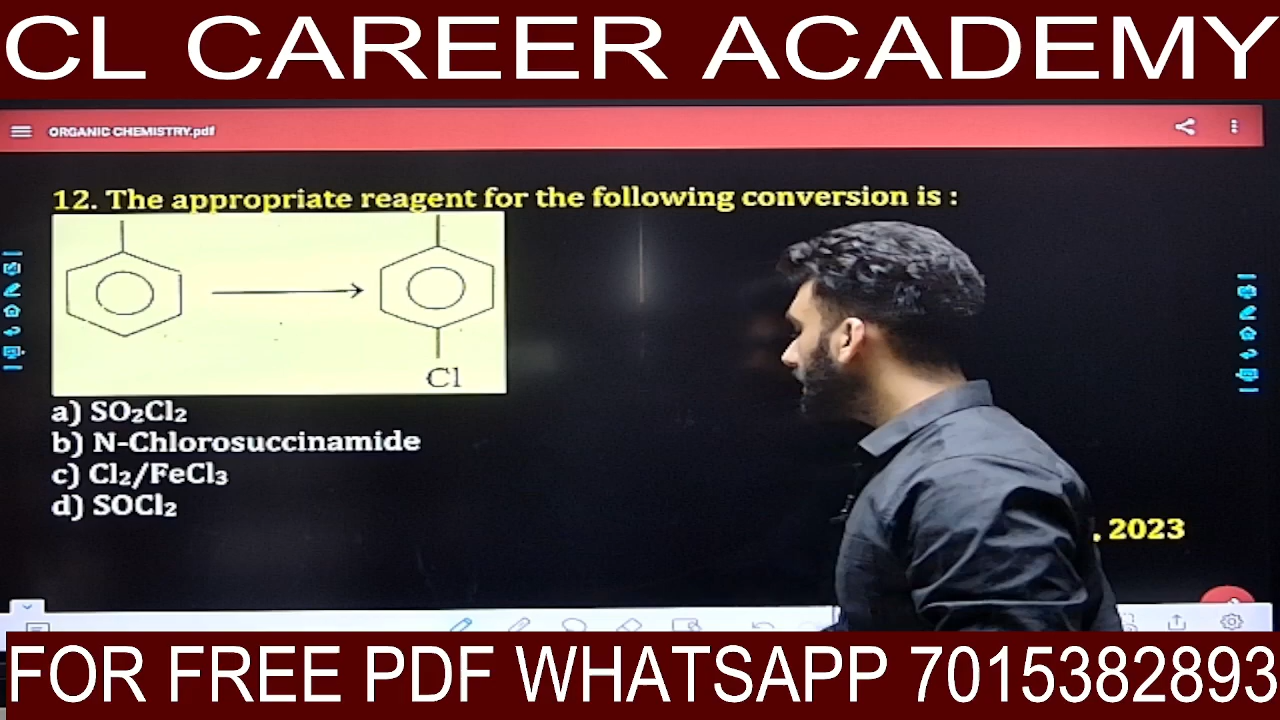 CL CAREER ACADEMY
ORGANIC CHEMISTRY.pdf
12. The appropriate reagent for the following conversion is :
Cl
a) SO₂Cl₂
b) N-Chlorosuccinamide
c) Cl₂/FeCl₃
d) SOCl₂
, 2023
FOR FREE PDF WHATSAPP 7015382893